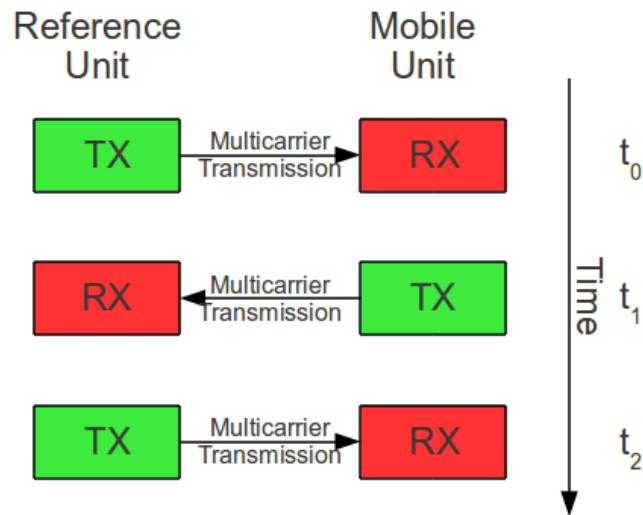 Reference
Unit
Mobile
Unit
TX
Multicarrier
Transmission
RX
t0
RX
Multicarrier
Transmission
TX
t1
TX
Multicarrier
Transmission
RX
t2
Time